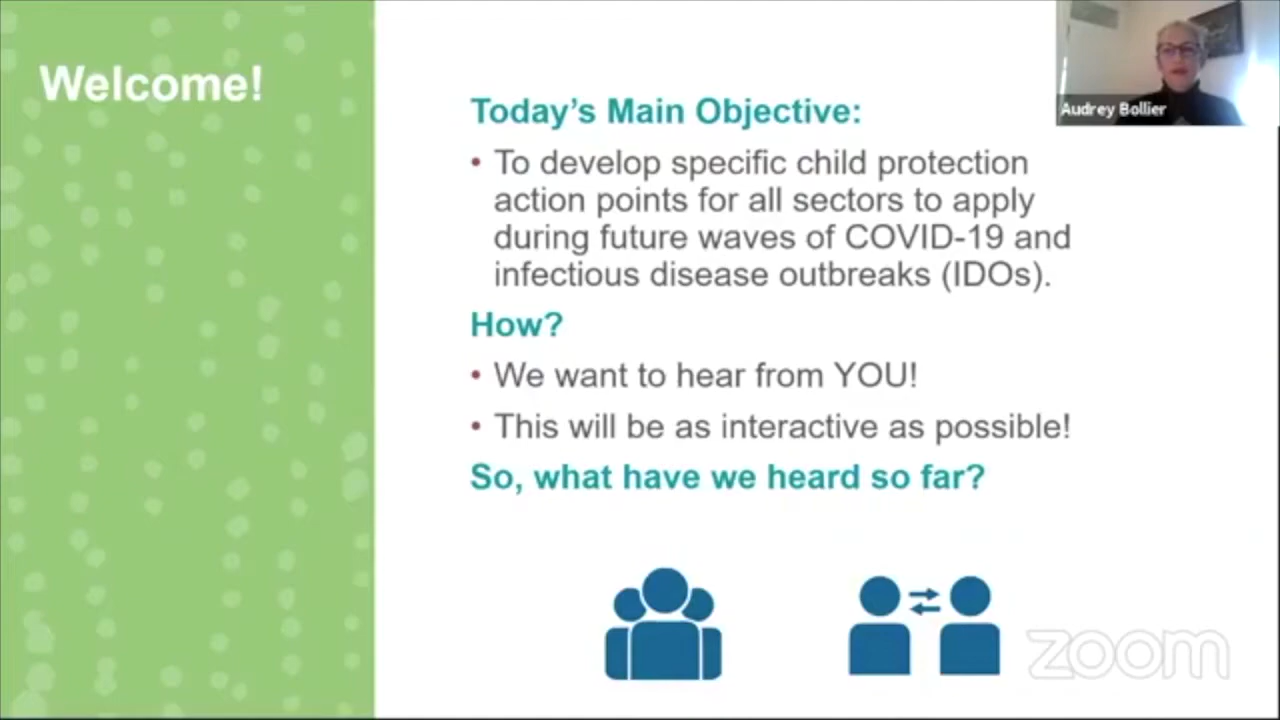 Welcome!
Audrey Bollier
Today's Main Objective:
• To develop specific child protection
action points for all sectors to apply
during future waves of COVID-19 and
infectious disease outbreaks (IDOs).
How?
• We want to hear from YOU!
• This will be as interactive as possible!
So, what have we heard so far?
zoom